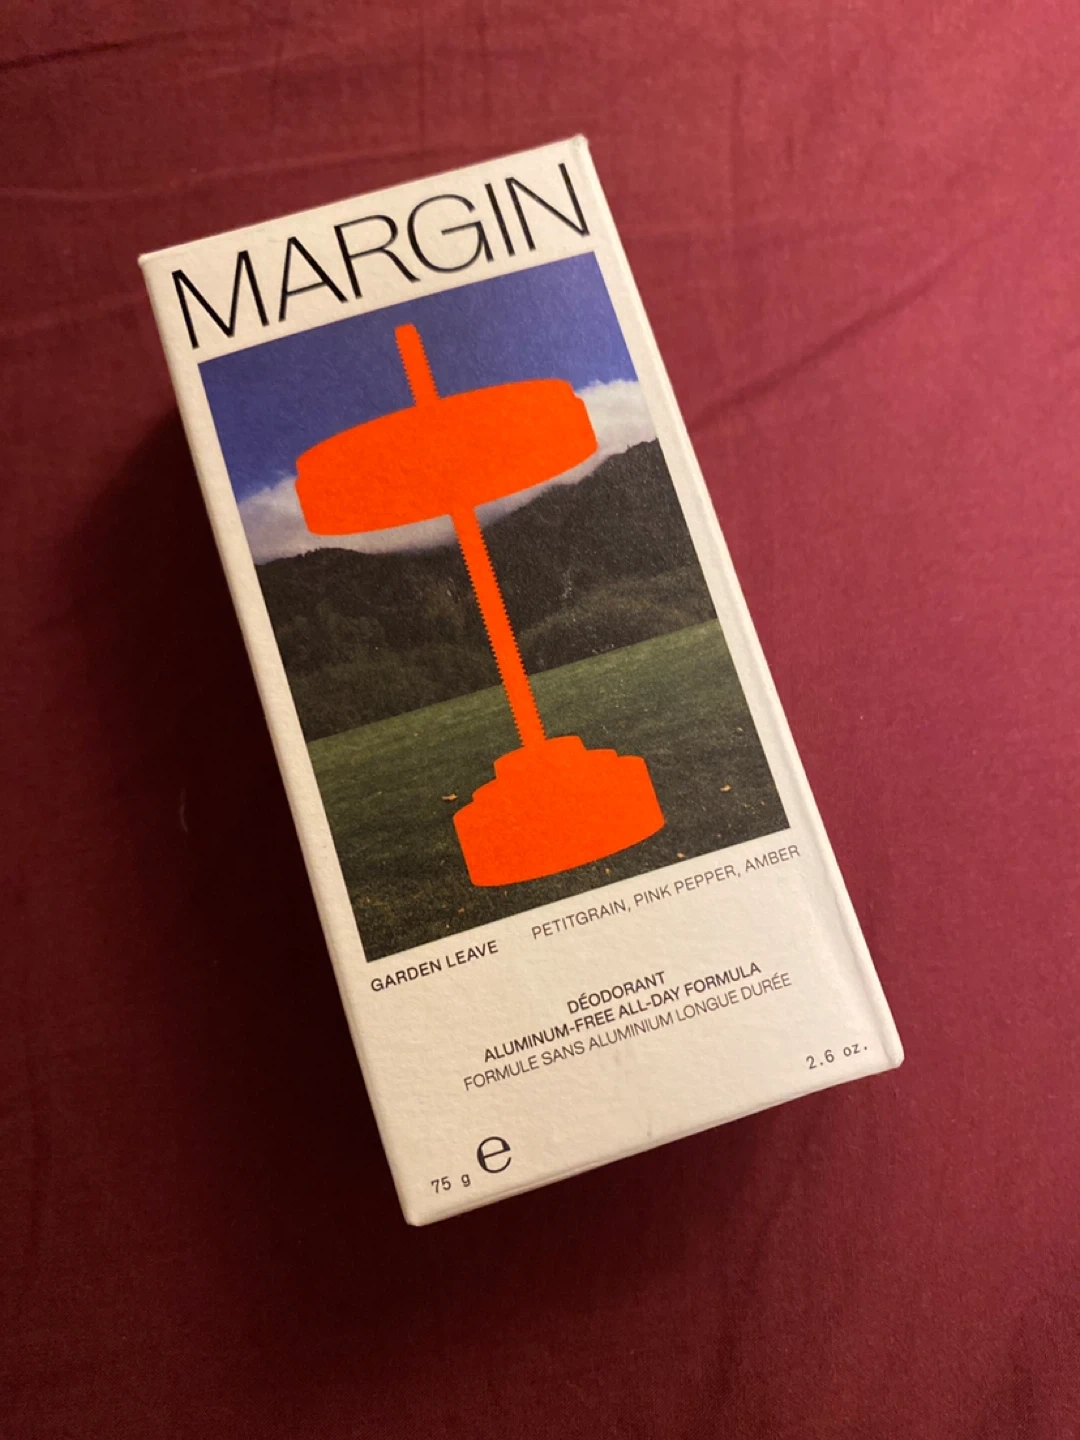 MARGIN
GARDEN LEAVE PETITGRAIN, PINK PEPPER, AMBER
DÉODORANT
ALUMINUM-FREE ALL-DAY FORMULA
FORMULE SANS ALUMINIUM LONGUE DURÉE
75 g e 2.6 oz.